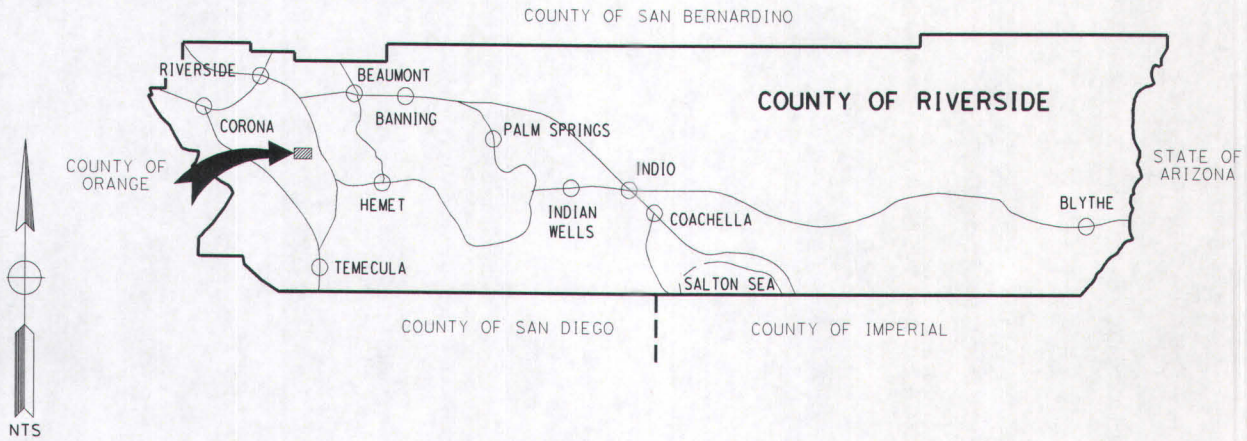 COUNTY OF SAN BERNARDINO
RIVERSIDE
BEAUMONT
COUNTY OF RIVERSIDE
CORONA
BANNING
PALM SPRINGS
COUNTY OF
ORANGE
INDIO
STATE OF
ARIZONA
HEMET
INDIAN
WELLS
COACHELLA
BLYTHE
TEMECULA
SALTON SEA
COUNTY OF SAN DIEGO
COUNTY OF IMPERIAL
NTS